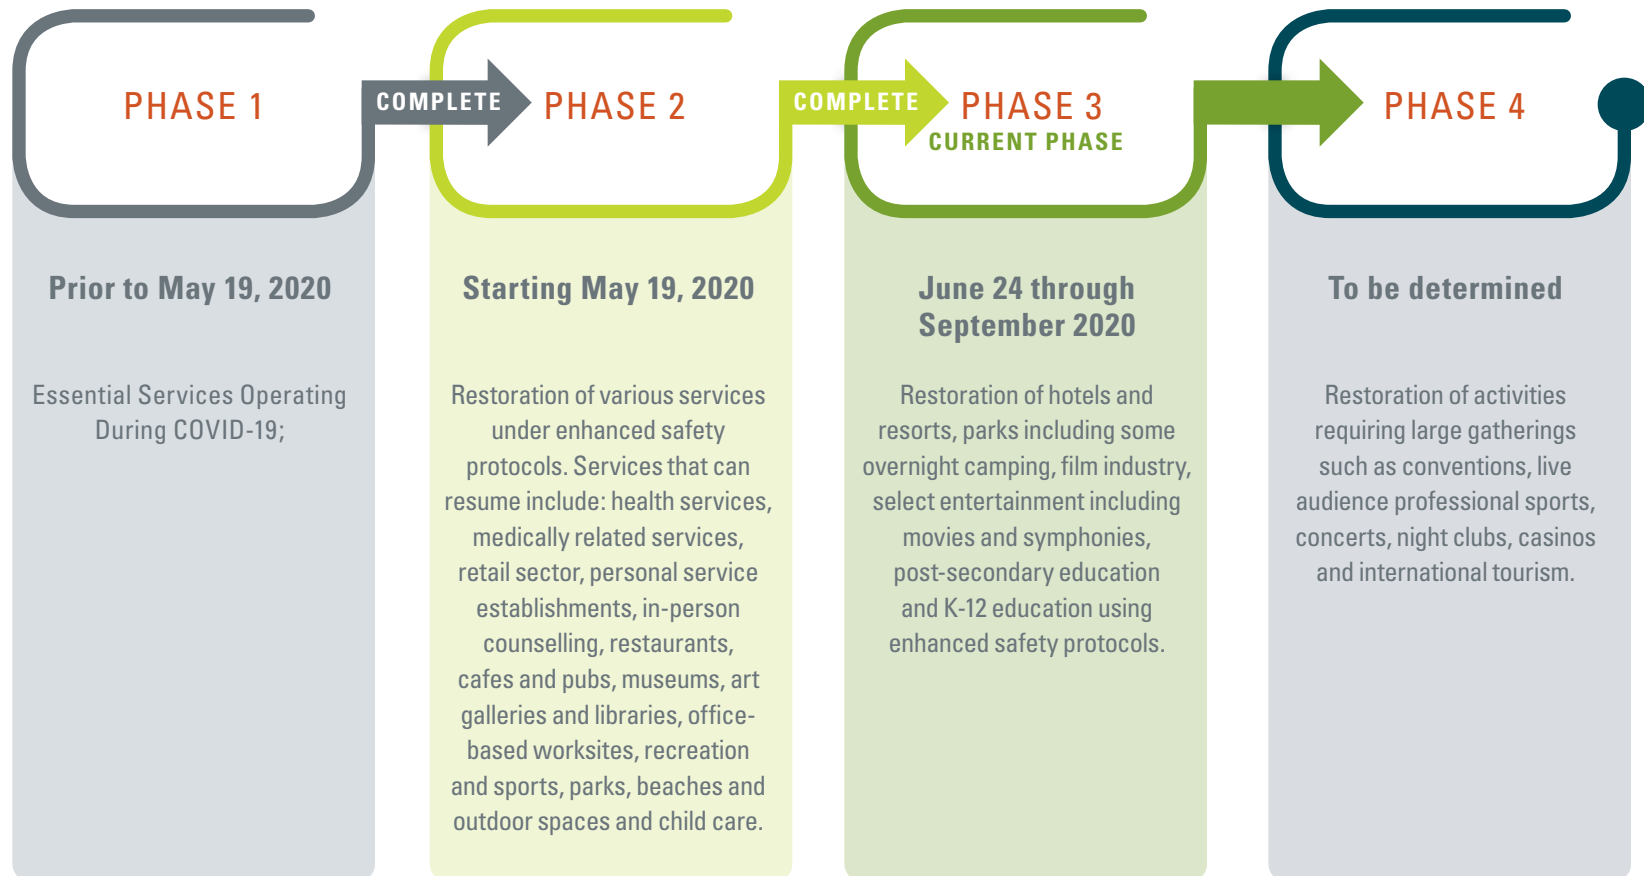 PHASE 1
COMPLETE
PHASE 2
COMPLETE
PHASE 3
CURRENT PHASE
PHASE 4
Prior to May 19, 2020
Essential Services Operating
During COVID-19;
Starting May 19, 2020
Restoration of various services
under enhanced safety
protocols. Services that can
resume include: health services,
medically related services,
retail sector, personal service
establishments, in-person
counselling, restaurants,
cafes and pubs, museums, art
galleries and libraries, office-
based worksites, recreation
and sports, parks, beaches and
outdoor spaces and child care.
June 24 through
September 2020
Restoration of hotels and
resorts, parks including some
overnight camping, film industry,
select entertainment including
movies and symphonies,
post-secondary education
and K-12 education using
enhanced safety protocols.
To be determined
Restoration of activities
requiring large gatherings
such as conventions, live
audience professional sports,
concerts, night clubs, casinos
and international tourism.